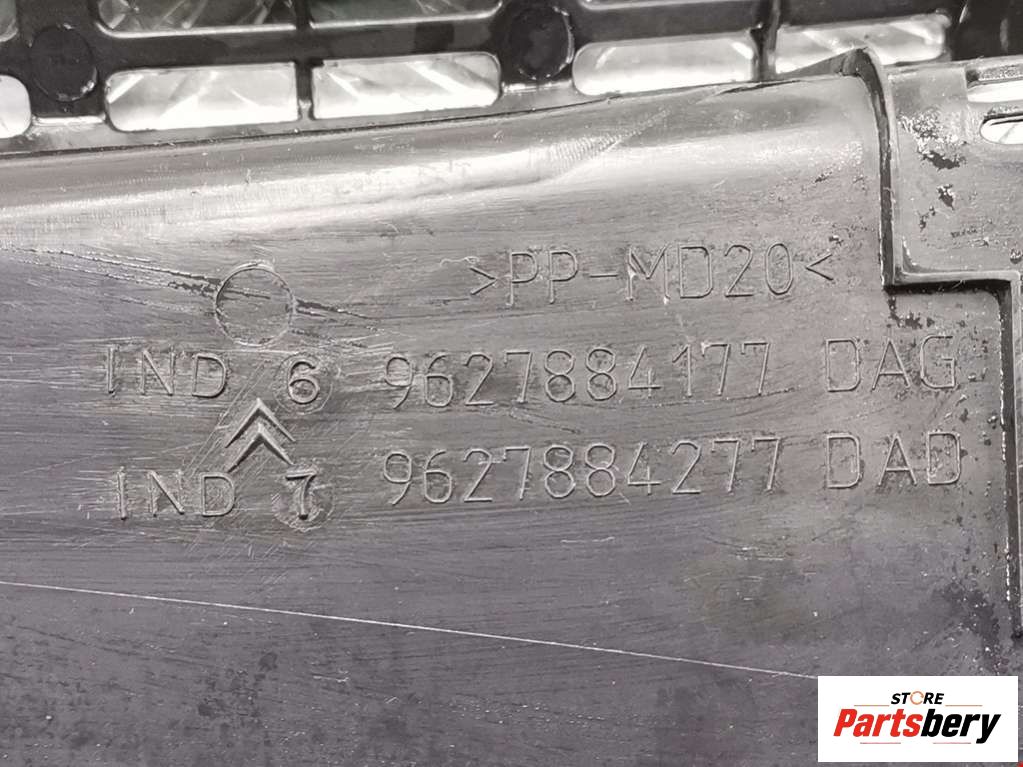 >PP-MD20<
IND 6 9627884177 DAG
IND 7 9627884277 DAD
STORE
Partsbery